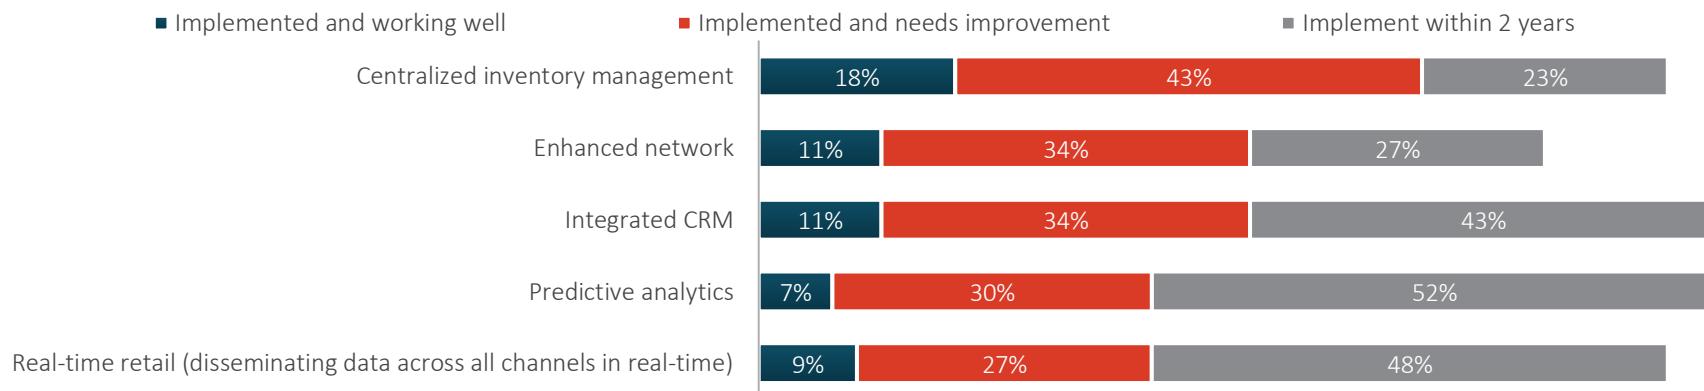 Implemented and working well Implemented and needs improvement Implement within 2 years
Centralized inventory management 18% 43% 23%
Enhanced network 11% 34% 27%
Integrated CRM 11% 34% 43%
Predictive analytics 7% 30% 52%
Real-time retail (disseminating data across all channels in real-time) 9% 27% 48%